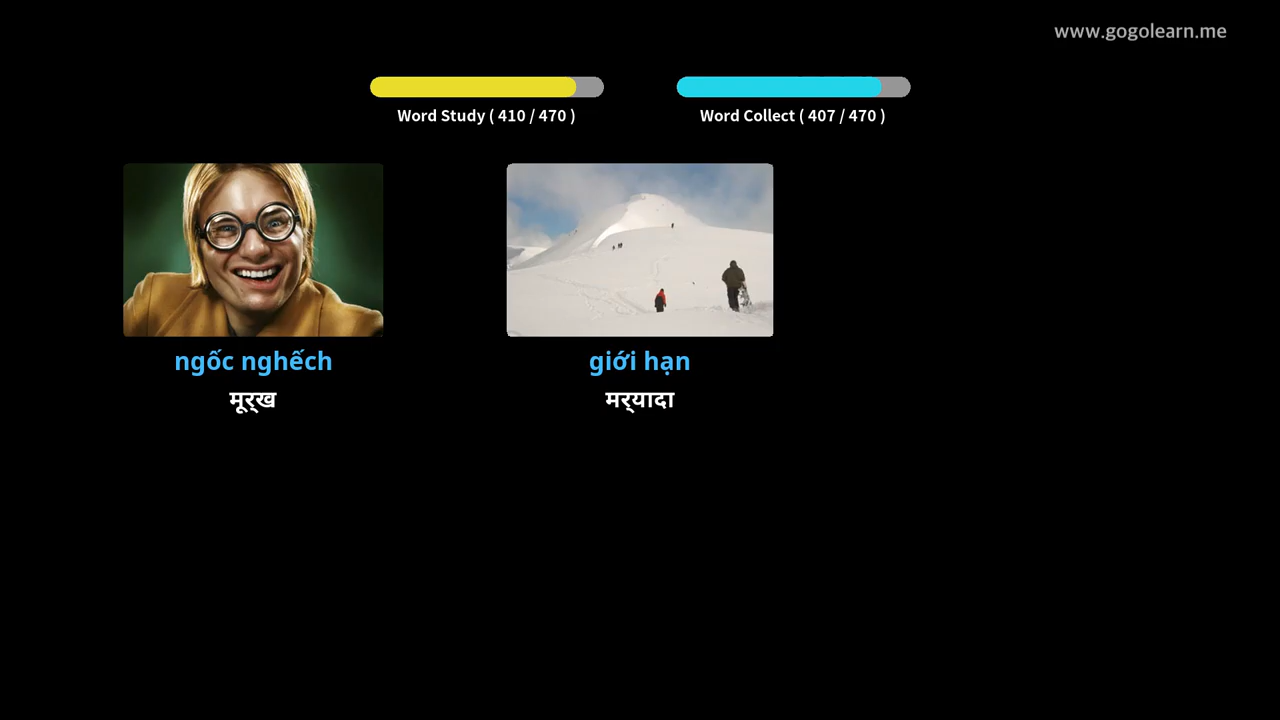 www.gogolearn.me
Word Study ( 410 / 470 )
Word Collect ( 407 / 470 )
ngốc nghếch
giới hạn
मूर्ख
मर्यादा